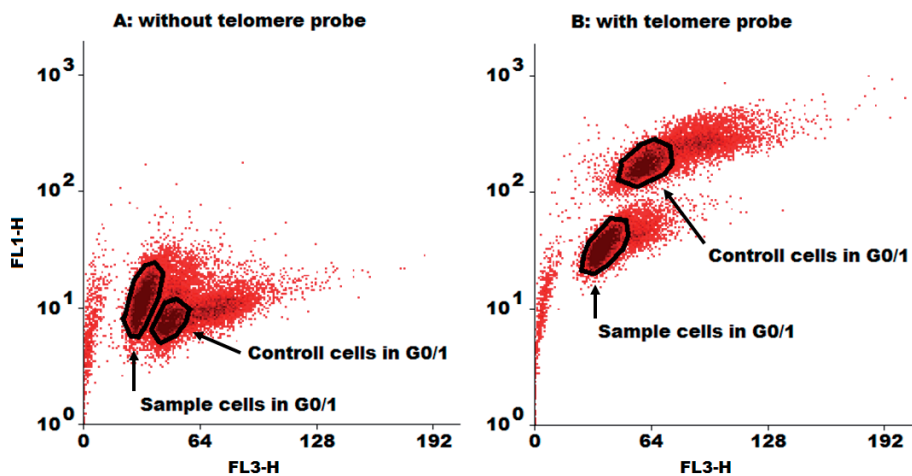 A: without telomere probe
10³
10²
10¹
10⁰
FL1-H
Controll cells in G0/1
Sample cells in G0/1
0 64 128 192
FL3-H
B: with telomere probe
10³
10²
10¹
10⁰
Controll cells in G0/1
Sample cells in G0/1
0 64 128 192
FL3-H